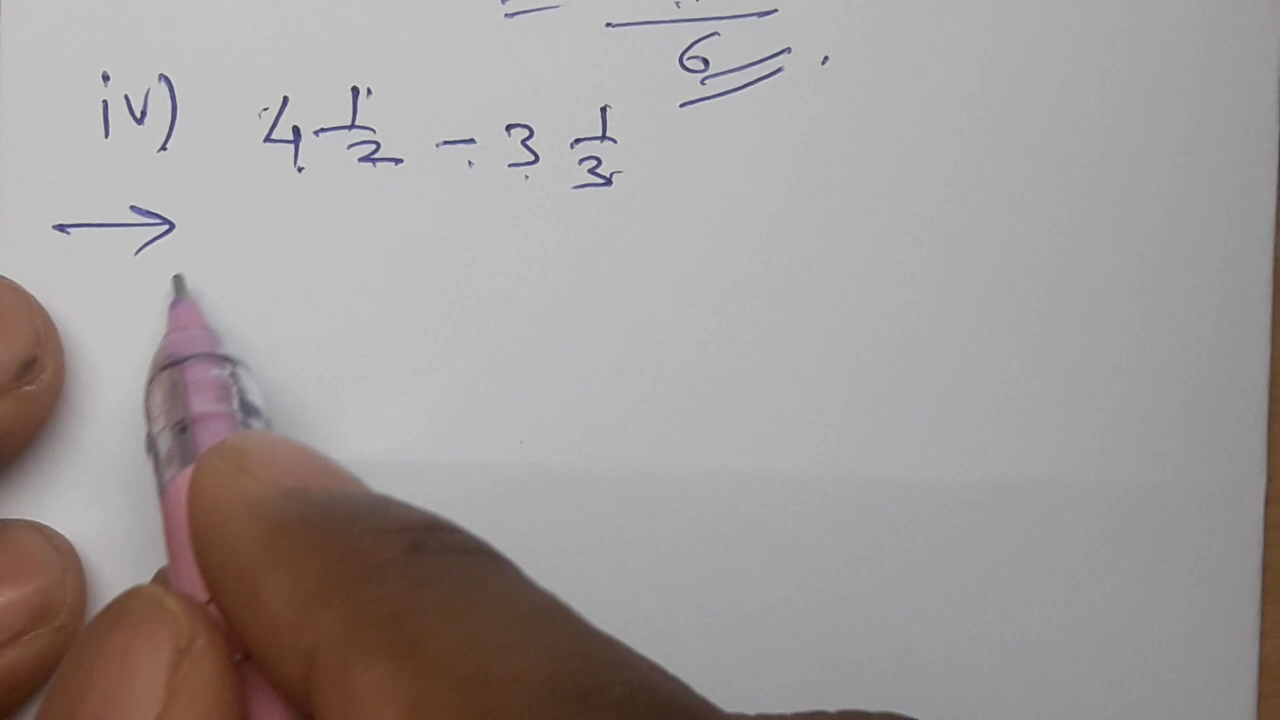 6 .
iv) 4 1/2 - 3 1/3
→